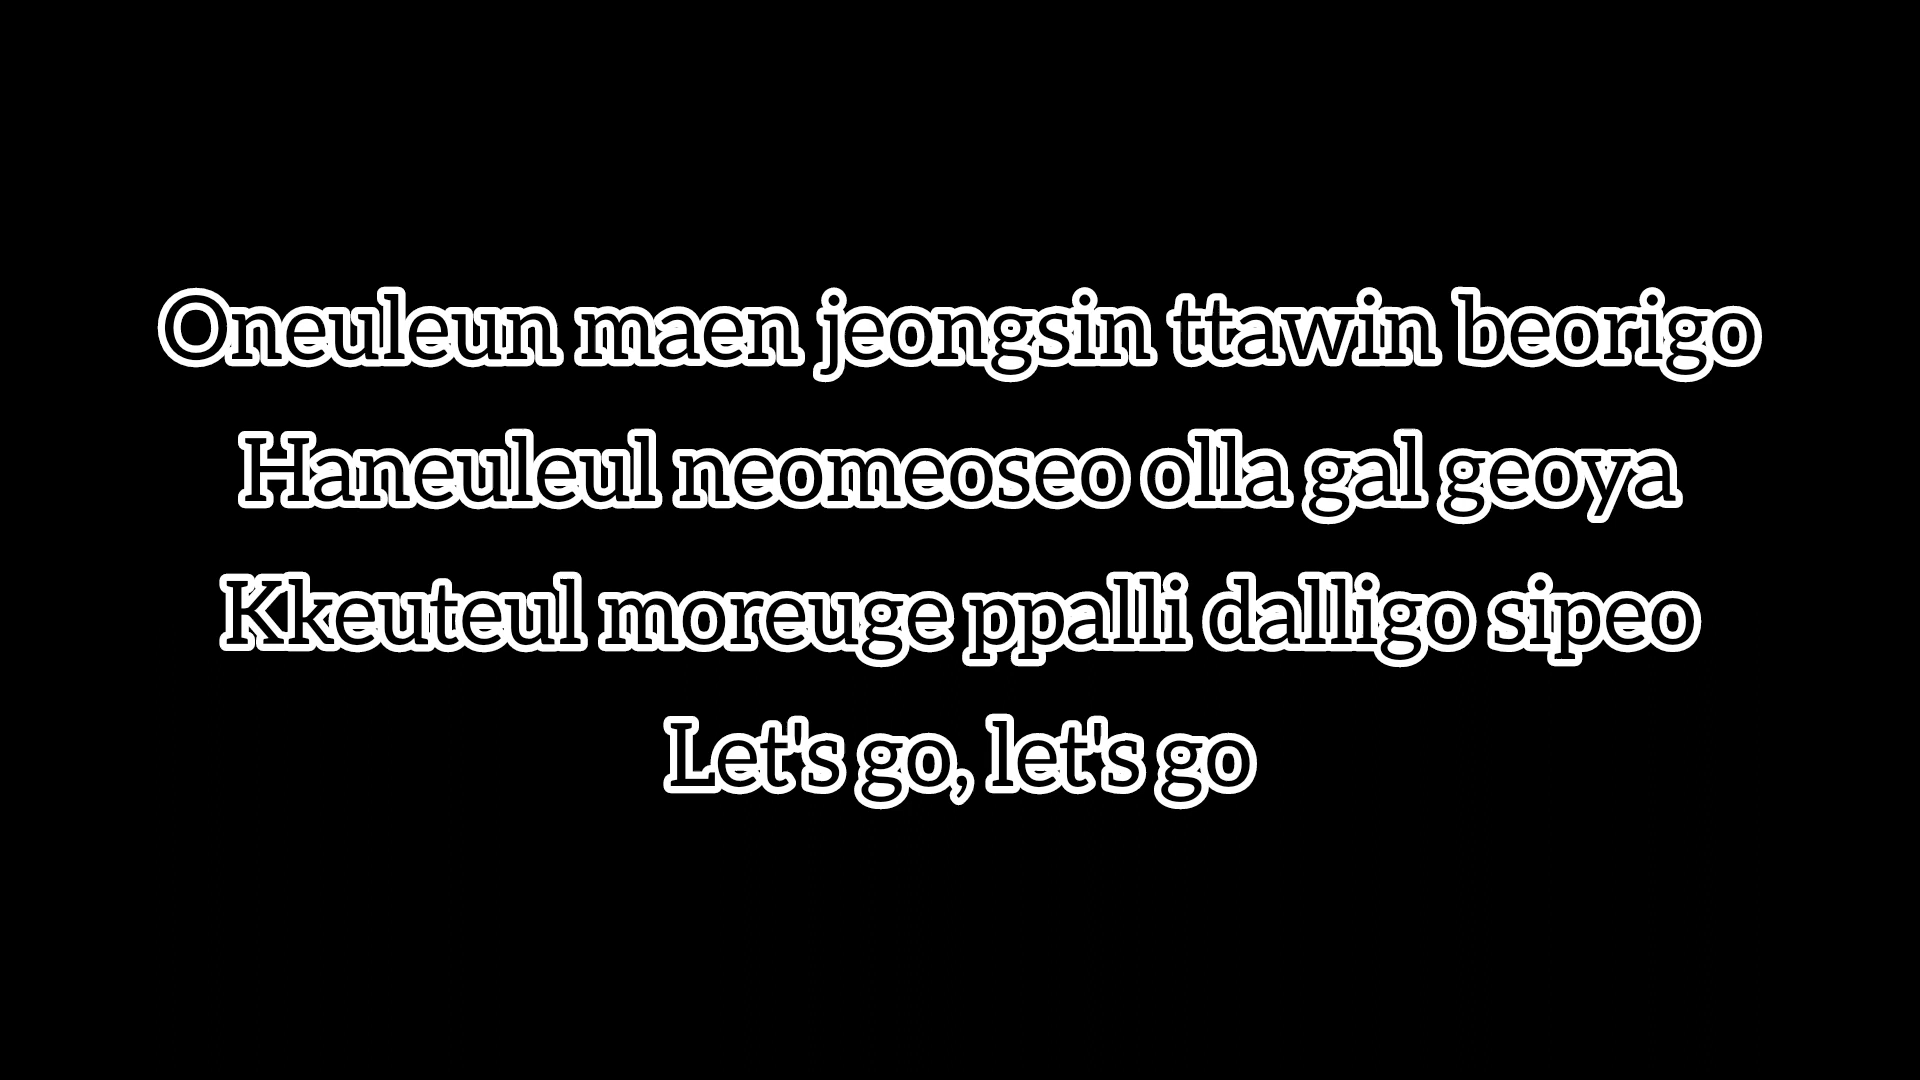 Oneuleun maen jeongsin ttawin beorigo
Haneuleul neomeoseo olla gal geoya
Kkeuteul moreuge ppalli dalligo sipeo
Let's go, let's go